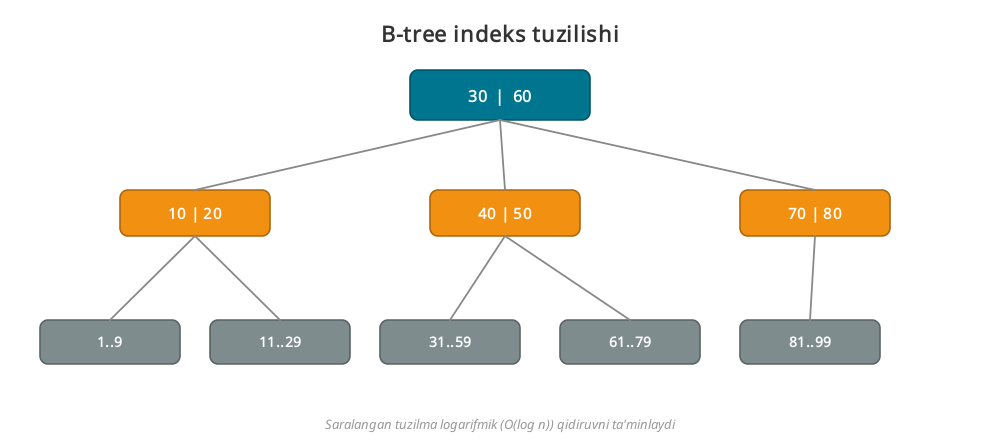 B-tree indeks tuzilishi
30 | 60
10 | 20
40 | 50
70 | 80
1..9
11..29
31..59
61..79
81..99
Saralangan tuzilma logarifmik (O(log n)) qidiruvni ta'minlaydi